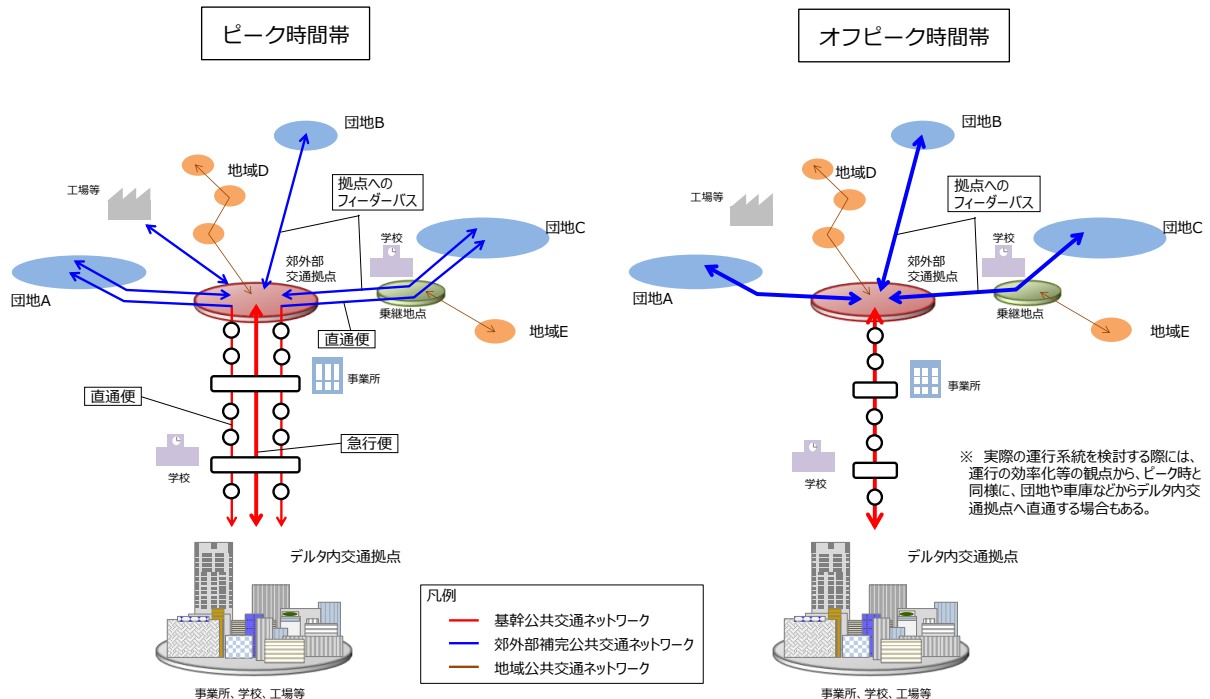 ピーク時間帯
団地B
地域D
工場等
拠点への
フィーダーバス
学校
団地C
郊外部
交通拠点
団地A
乗継地点
地域E
直通便
事業所
直通便
急行便
学校
デルタ内交通拠点
事業所、学校、工場等
オフピーク時間帯
団地B
地域D
工場等
拠点への
フィーダーバス
学校
団地C
郊外部
交通拠点
団地A
乗継地点
地域E
事業所
学校
※ 実際の運行系統を検討する際には、
運行の効率化等の観点から、ピーク時と
同様に、団地や車庫などからデルタ内交
通拠点へ直通する場合もある。
デルタ内交通拠点
事業所、学校、工場等
凡例
基幹公共交通ネットワーク
郊外部補完公共交通ネットワーク
地域公共交通ネットワーク